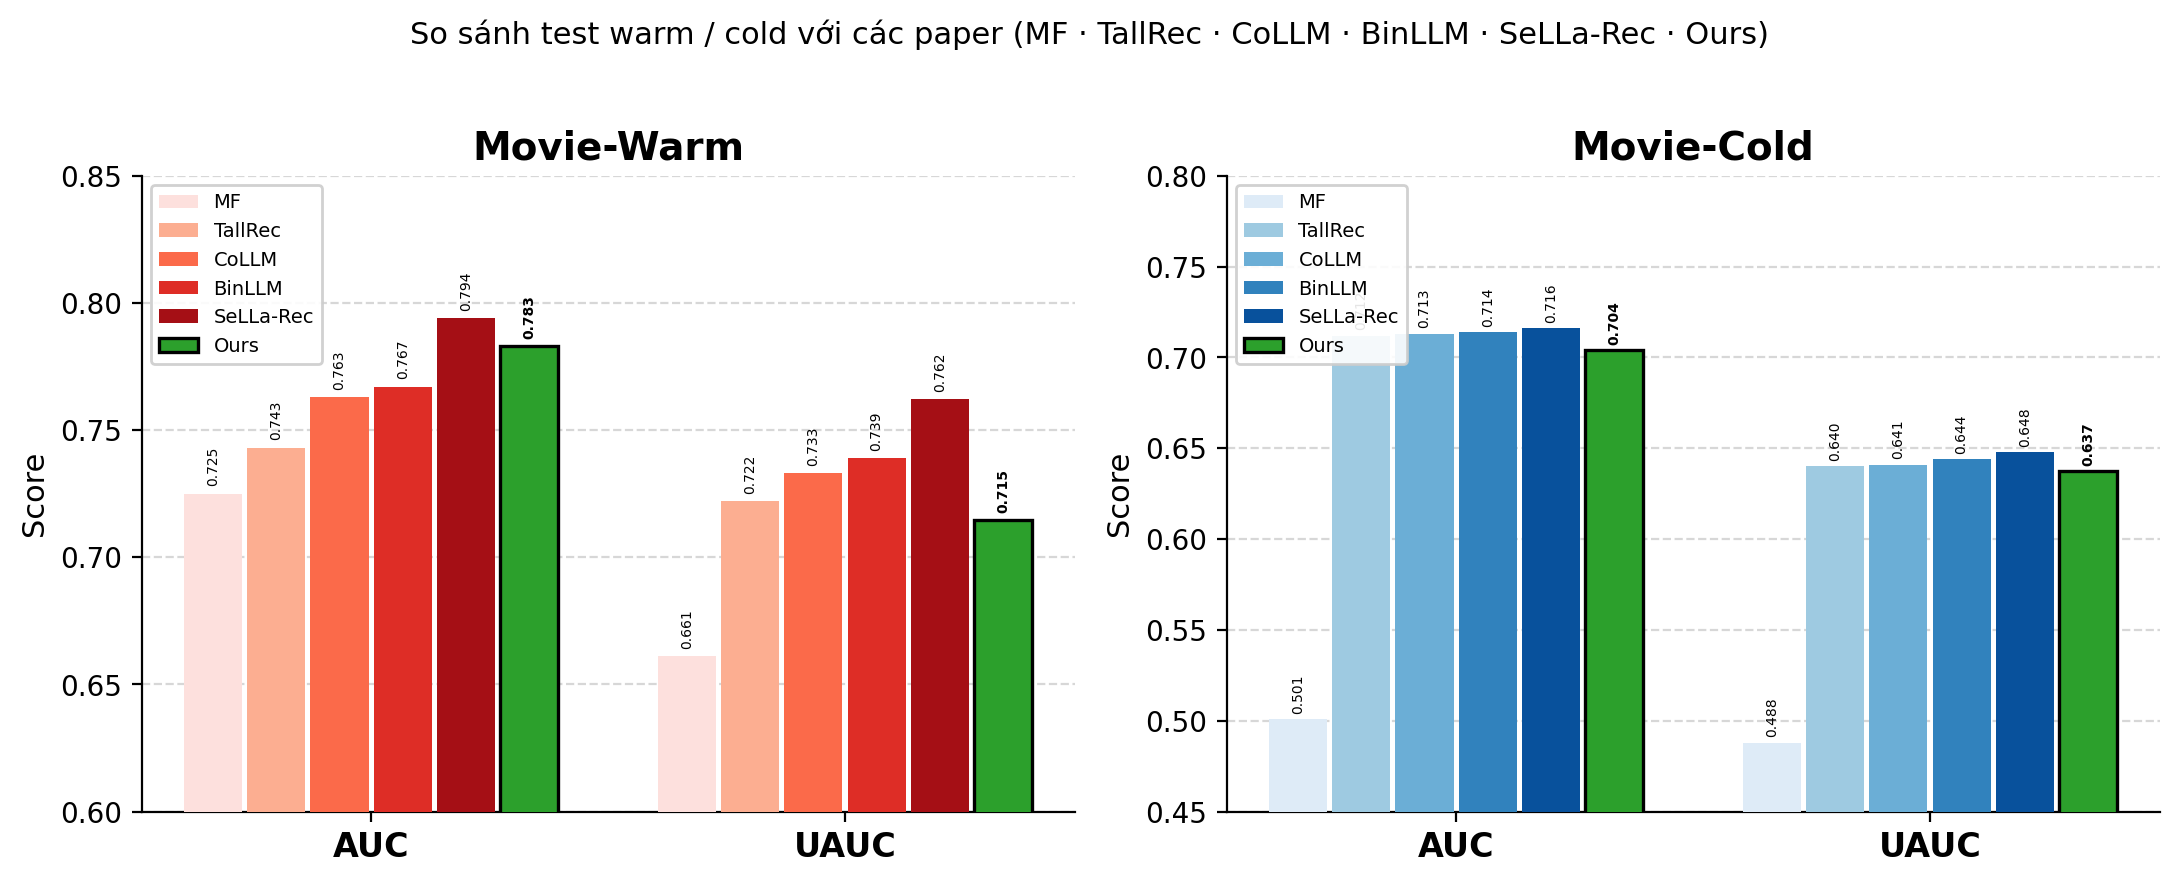 So sánh test warm / cold với các paper (MF · TallRec · CoLLM · BinLLM · SeLLa-Rec · Ours)
Movie-Warm
Score
0.85
0.80
0.75
0.70
0.65
0.60
MF
TallRec
CoLLM
BinLLM
SeLLa-Rec
Ours
0.725
0.743
0.763
0.767
0.794
0.783
0.661
0.722
0.733
0.739
0.762
0.715
AUC
UAUC
Movie-Cold
Score
0.80
0.75
0.70
0.65
0.60
0.55
0.50
0.45
MF
TallRec
CoLLM
BinLLM
SeLLa-Rec
Ours
0.501
0.713
0.714
0.716
0.704
0.488
0.640
0.641
0.644
0.648
0.637
AUC
UAUC